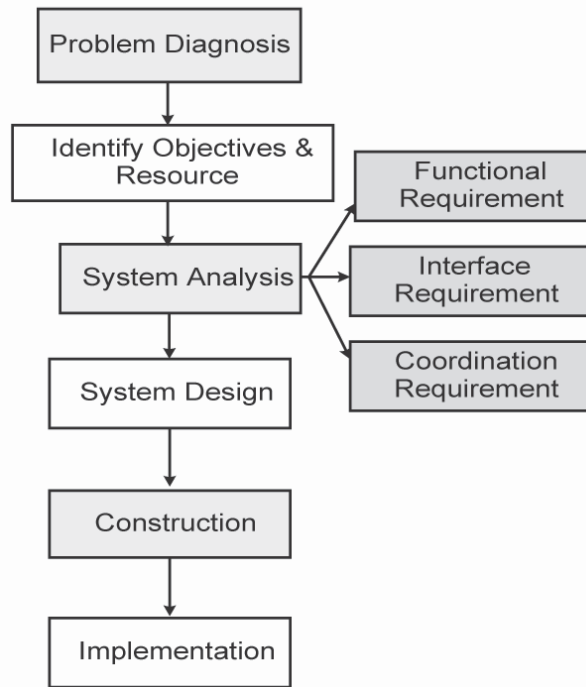 Problem Diagnosis
Identify Objectives &
Resource
System Analysis
Functional
Requirement
Interface
Requirement
Coordination
Requirement
System Design
Construction
Implementation